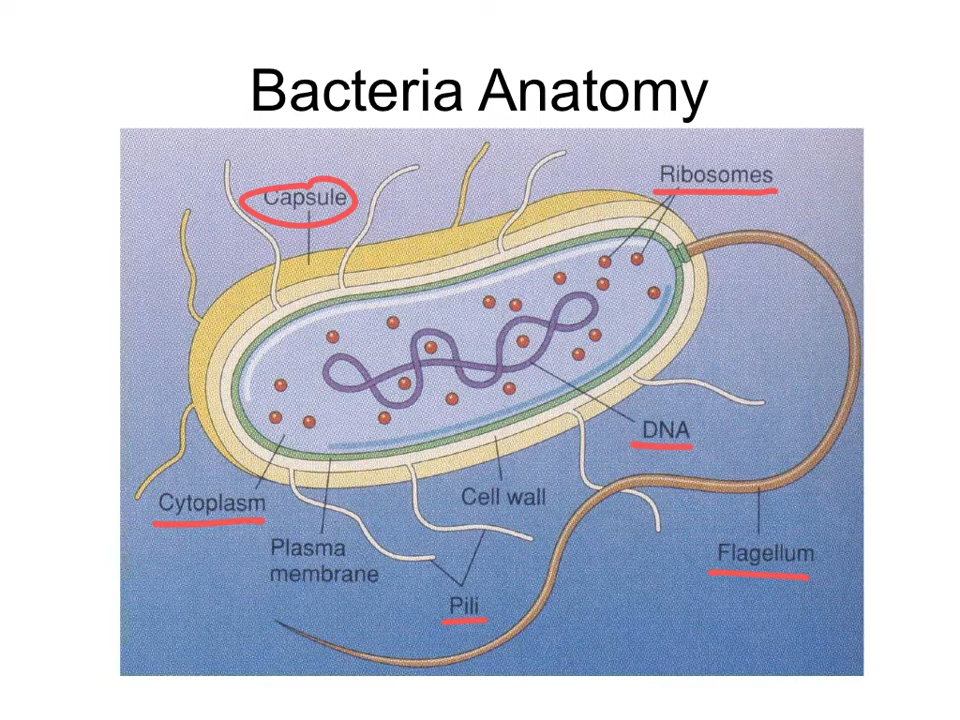 Bacteria Anatomy
Ribosomes
Capsule
DNA
Cell wall
Cytoplasm
Plasma
membrane
Flagellum
Pili